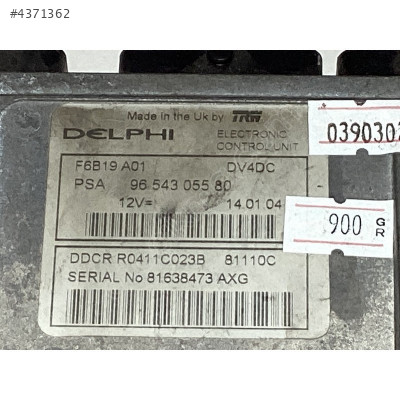 #4371362
Made in the Uk by TRW
DELPHI ELECTRONIC
CONTROL UNIT
F6B19 A01 DV4DC
PSA 96 543 055 80
12V= 14.01.04
DDCR R0411C023B 81110C
SERIAL No 81638473 AXG
900 GR